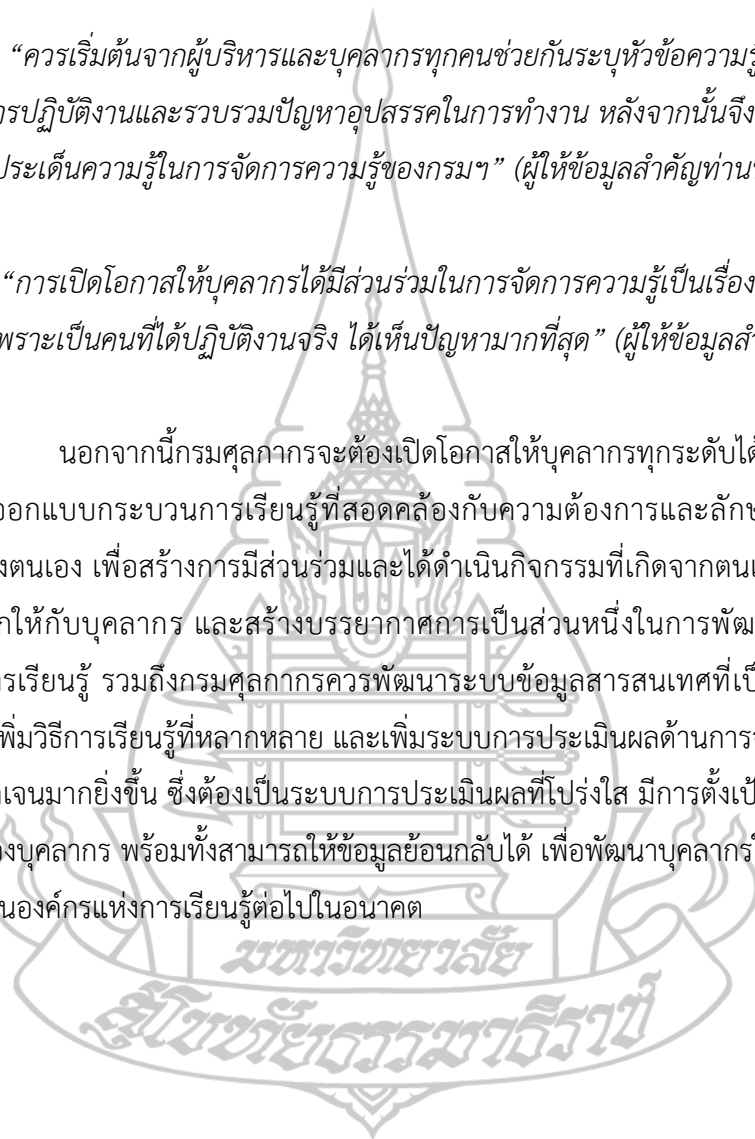 “ควรเริ่มต้นจากผู้บริหารและบุคลากรทุกคนช่วยกันระบุหัวข้อความรู้
ารปฏิบัติงานและรวบรวมปัญหาอุปสรรคในการทำงาน หลังจากนั้นจึง
ประเด็นความรู้ในการจัดการความรู้ของกรมฯ” (ผู้ให้ข้อมูลสำคัญท่าน
“การเปิดโอกาสให้บุคลากรได้มีส่วนร่วมในการจัดการความรู้เป็นเรื่อง
พราะเป็นคนที่ได้ปฏิบัติงานจริง ได้เห็นปัญหามากที่สุด” (ผู้ให้ข้อมูลสำ
นอกจากนี้กรมศุลกากรจะต้องเปิดโอกาสให้บุคลากรทุกระดับได้
ออกแบบกระบวนการเรียนรู้ที่สอดคล้องกับความต้องการและลักษ
งตนเอง เพื่อสร้างการมีส่วนร่วมและได้ดำเนินกิจกรรมที่เกิดจากตนเ
กให้กับบุคลากร และสร้างบรรยากาศการเป็นส่วนหนึ่งในการพัฒ
ารเรียนรู้ รวมถึงกรมศุลกากรควรพัฒนาระบบข้อมูลสารสนเทศที่เป็
พิ่มวิธีการเรียนรู้ที่หลากหลาย และเพิ่มระบบการประเมินผลด้านการ
เจนมากยิ่งขึ้น ซึ่งต้องเป็นระบบการประเมินผลที่โปร่งใส มีการตั้งเป้
งบุคลากร พร้อมทั้งสามารถให้ข้อมูลย้อนกลับได้ เพื่อพัฒนาบุคลากร
นองค์กรแห่งการเรียนรู้ต่อไปในอนาคต
มหาวิทยาลัย
สุโขทัยธรรมาธิราช